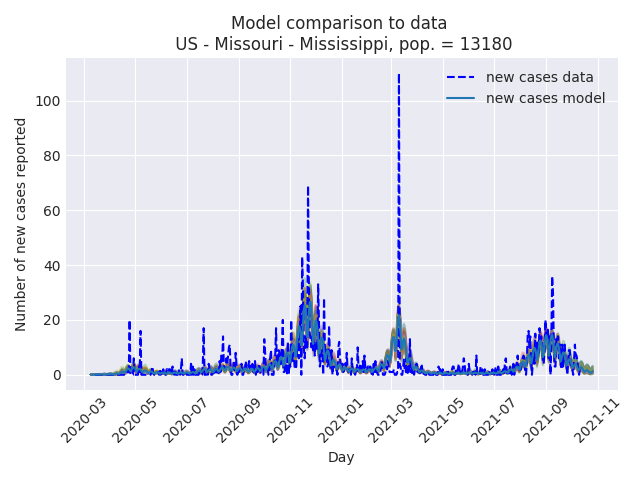 Model comparison to data
US - Missouri - Mississippi, pop. = 13180
new cases data
new cases model
Number of new cases reported
100
80
60
40
20
0
2020-03
2020-05
2020-07
2020-09
2020-11
2021-01
2021-03
2021-05
2021-07
2021-09
2021-11
Day